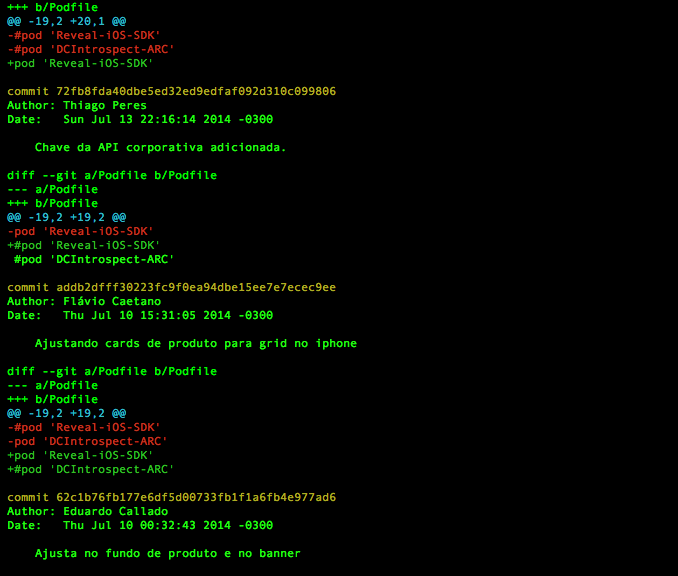 +++ b/Podfile
@@ -19,2 +20,1 @@
-#pod 'Reveal-iOS-SDK'
-#pod 'DCIntrospect-ARC'
+pod 'Reveal-iOS-SDK'
commit 72fb8fda40dbe5ed32ed9edfaf092d310c099806
Author: Thiago Peres
Date:   Sun Jul 13 22:16:14 2014 -0300
    Chave da API corporativa adicionada.
diff --git a/Podfile b/Podfile
--- a/Podfile
+++ b/Podfile
@@ -19,2 +19,2 @@
-pod 'Reveal-iOS-SDK'
+#pod 'Reveal-iOS-SDK'
 #pod 'DCIntrospect-ARC'
commit addb2dfff30223fc9f0ea94dbe15ee7e7ecec9ee
Author: Flávio Caetano
Date:   Thu Jul 10 15:31:05 2014 -0300
    Ajustando cards de produto para grid no iphone
diff --git a/Podfile b/Podfile
--- a/Podfile
+++ b/Podfile
@@ -19,2 +19,2 @@
-#pod 'Reveal-iOS-SDK'
-pod 'DCIntrospect-ARC'
+pod 'Reveal-iOS-SDK'
+#pod 'DCIntrospect-ARC'
commit 62c1b76fb177e6df5d00733fb1f1a6fb4e977ad6
Author: Eduardo Callado
Date:   Thu Jul 10 00:32:43 2014 -0300
    Ajusta no fundo de produto e no banner